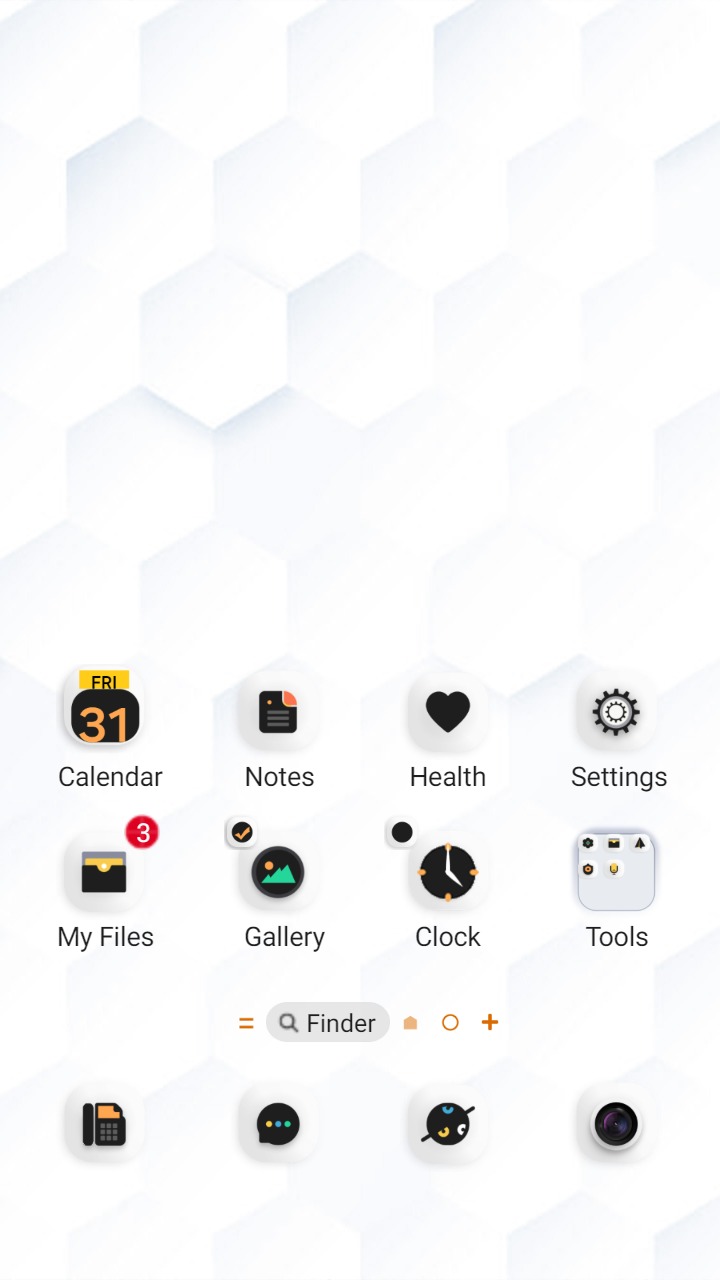 FRI
31
Calendar
Notes
Health
Settings
3
My Files
Gallery
Clock
Tools
Finder